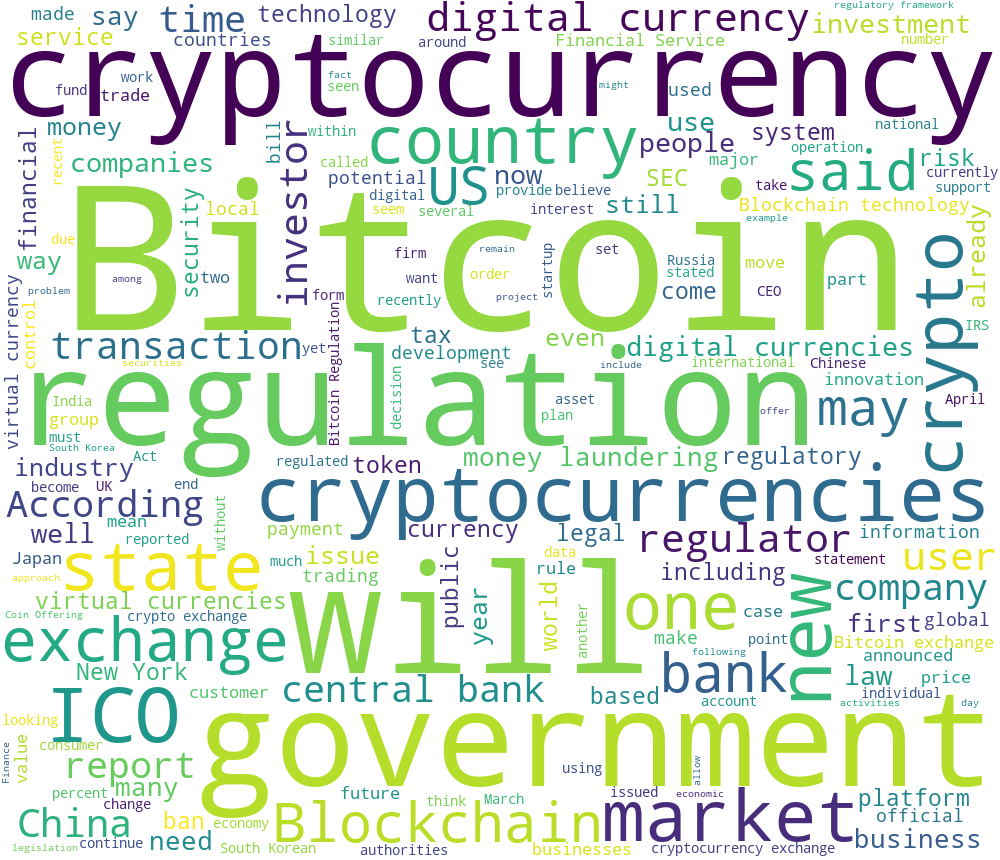 made
say
time
technology
digital currency
regulatory framework
investment
service
countries
similar
around
Financial Service
number
cryptocurrency
work
fact
seen
might
used
fund
trade
money
bill
within
country
use
people
system
national
recent
financial
companies
investor
called
potential
US
now
major
operation
said
risk
currently
digital
provide
believe
SEC
take
support
security
local
seem
several
interest
still
Blockchain technology
example
due
way
Bitcoin
firm
remain
set
Russia
move
crypto
already
problem
among
two
want
order
startup
stated
come
CEO
part
form
recently
project
virtual currency
control
transaction
yet
Bitcoin Regulation
tax
even
digital currencies
IRS
development
see
securities
include
international
Chinese
innovation
regulation
decision
asset
plan
offer
may
April
India
group
must
South Korea
Act
industry
regulated
token
money laundering
regulatory
become
UK
end
cryptocurrencies
According
without
well
mean
reported
payment
currency
legal
regulator
information
Japan
state
much
issue
public
data
rule
including
statement
user
approach
trading
will
year
world
another
one
new
company
virtual currencies
case
Coin Offering
crypto exchange
first
global
exchange
make
point
Bitcoin exchange
New York
following
bank
announced
customer
central bank
based
account
law
price
individual
ICO
activities
day
looking
government
Finance
value
consumer
report
using
allow
percent
many
future
think
March
issued
economic
market
platform
change
official
China
ban
economy
Blockchain
legislation
continue
need
South Korean
authorities
businesses
cryptocurrency exchange
business